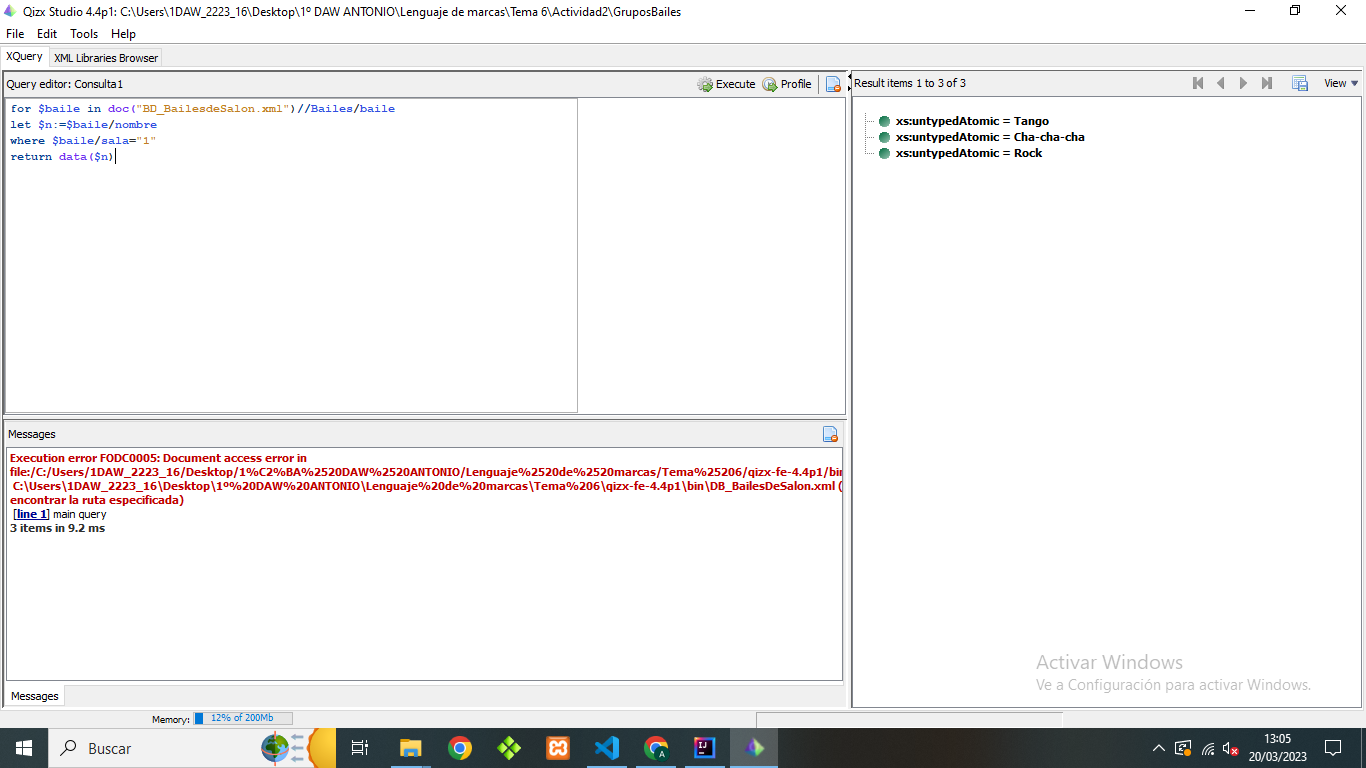 Qizx Studio 4.4p1: C:\Users\1DAW_2223_16\Desktop\1º DAW ANTONIO\Lenguaje de marcas\Tema 6\Actividad2\GruposBailes
File Edit Tools Help
XQuery XML Libraries Browser
Query editor: Consulta1 Execute Profile
for $baile in doc("BD_BailesdeSalon.xml")//Bailes/baile
let $n:=$baile/nombre
where $baile/sala="1"
return data($n)
Messages
Execution error FODC0005: Document access error in
file:/C:/Users/1DAW_2223_16/Desktop/1%C2%BA%2520DAW%2520ANTONIO/Lenguaje%2520de%2520marcas/Tema%25206/qizx-fe-4.4p1/bin
C:\Users\1DAW_2223_16\Desktop\1º%20DAW%20ANTONIO\Lenguaje%20de%20marcas\Tema%206\qizx-fe-4.4p1\bin\DB_BailesDeSalon.xml (
encontrar la ruta especificada)
[line 1] main query
3 items in 9.2 ms
Messages
Memory: 12% of 200Mb
Result items 1 to 3 of 3 View
xs:untypedAtomic = Tango
xs:untypedAtomic = Cha-cha-cha
xs:untypedAtomic = Rock
Activar Windows
Ve a Configuración para activar Windows.
Buscar
13:05
20/03/2023